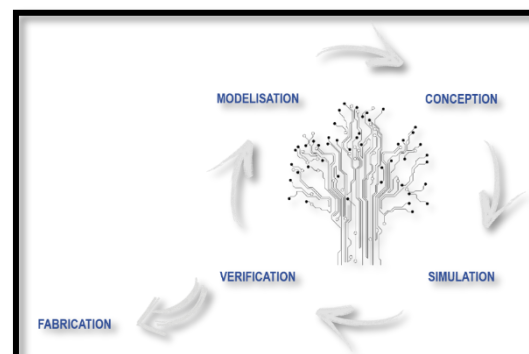 MODELISATION
CONCEPTION
VERIFICATION
SIMULATION
FABRICATION